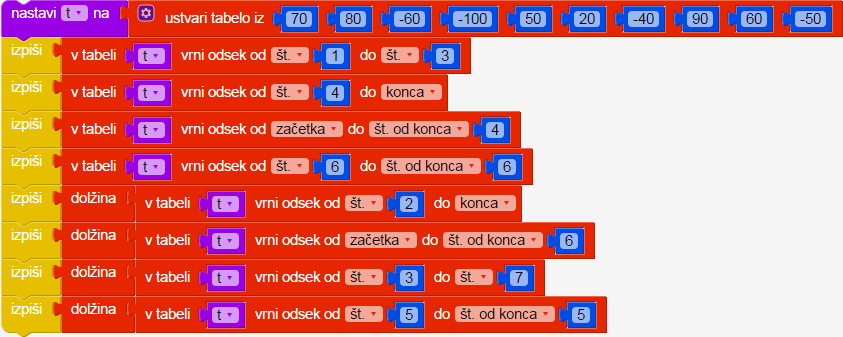 nastavi t na ustvari tabelo iz 70 80 -60 -100 50 20 -40 90 60 -50
izpiši v tabeli t vrni odsek od št. 1 do št. 3
izpiši v tabeli t vrni odsek od št. 4 do konca
izpiši v tabeli t vrni odsek od začetka do št. od konca 4
izpiši v tabeli t vrni odsek od št. 6 do št. od konca 6
izpiši dolžina v tabeli t vrni odsek od št. 2 do konca
izpiši dolžina v tabeli t vrni odsek od začetka do št. od konca 6
izpiši dolžina v tabeli t vrni odsek od št. 3 do št. 7
izpiši dolžina v tabeli t vrni odsek od št. 5 do št. od konca 5